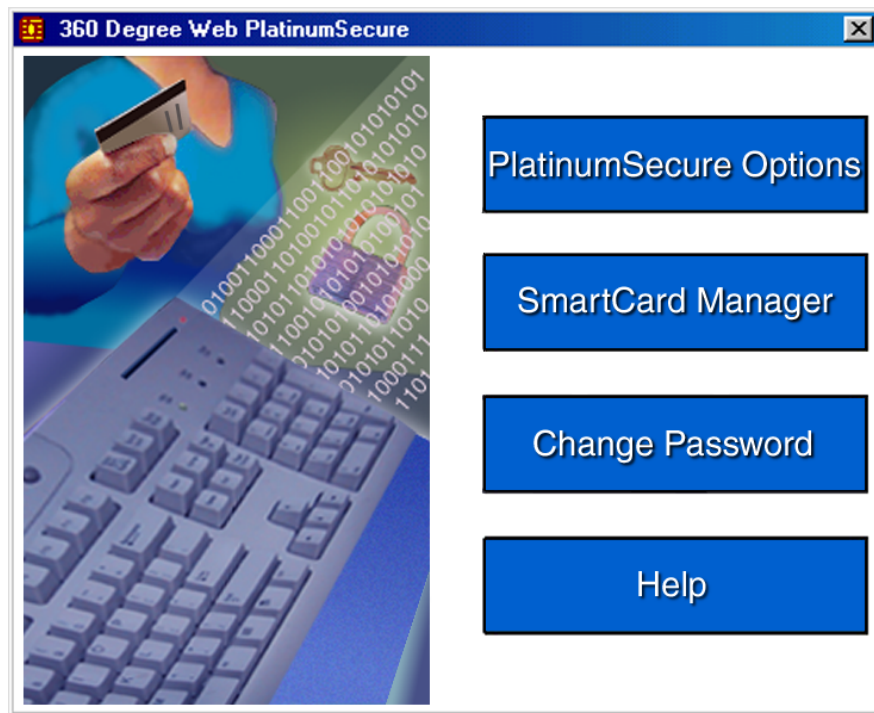 360 Degree Web PlatinumSecure
PlatinumSecure Options
SmartCard Manager
Change Password
Help